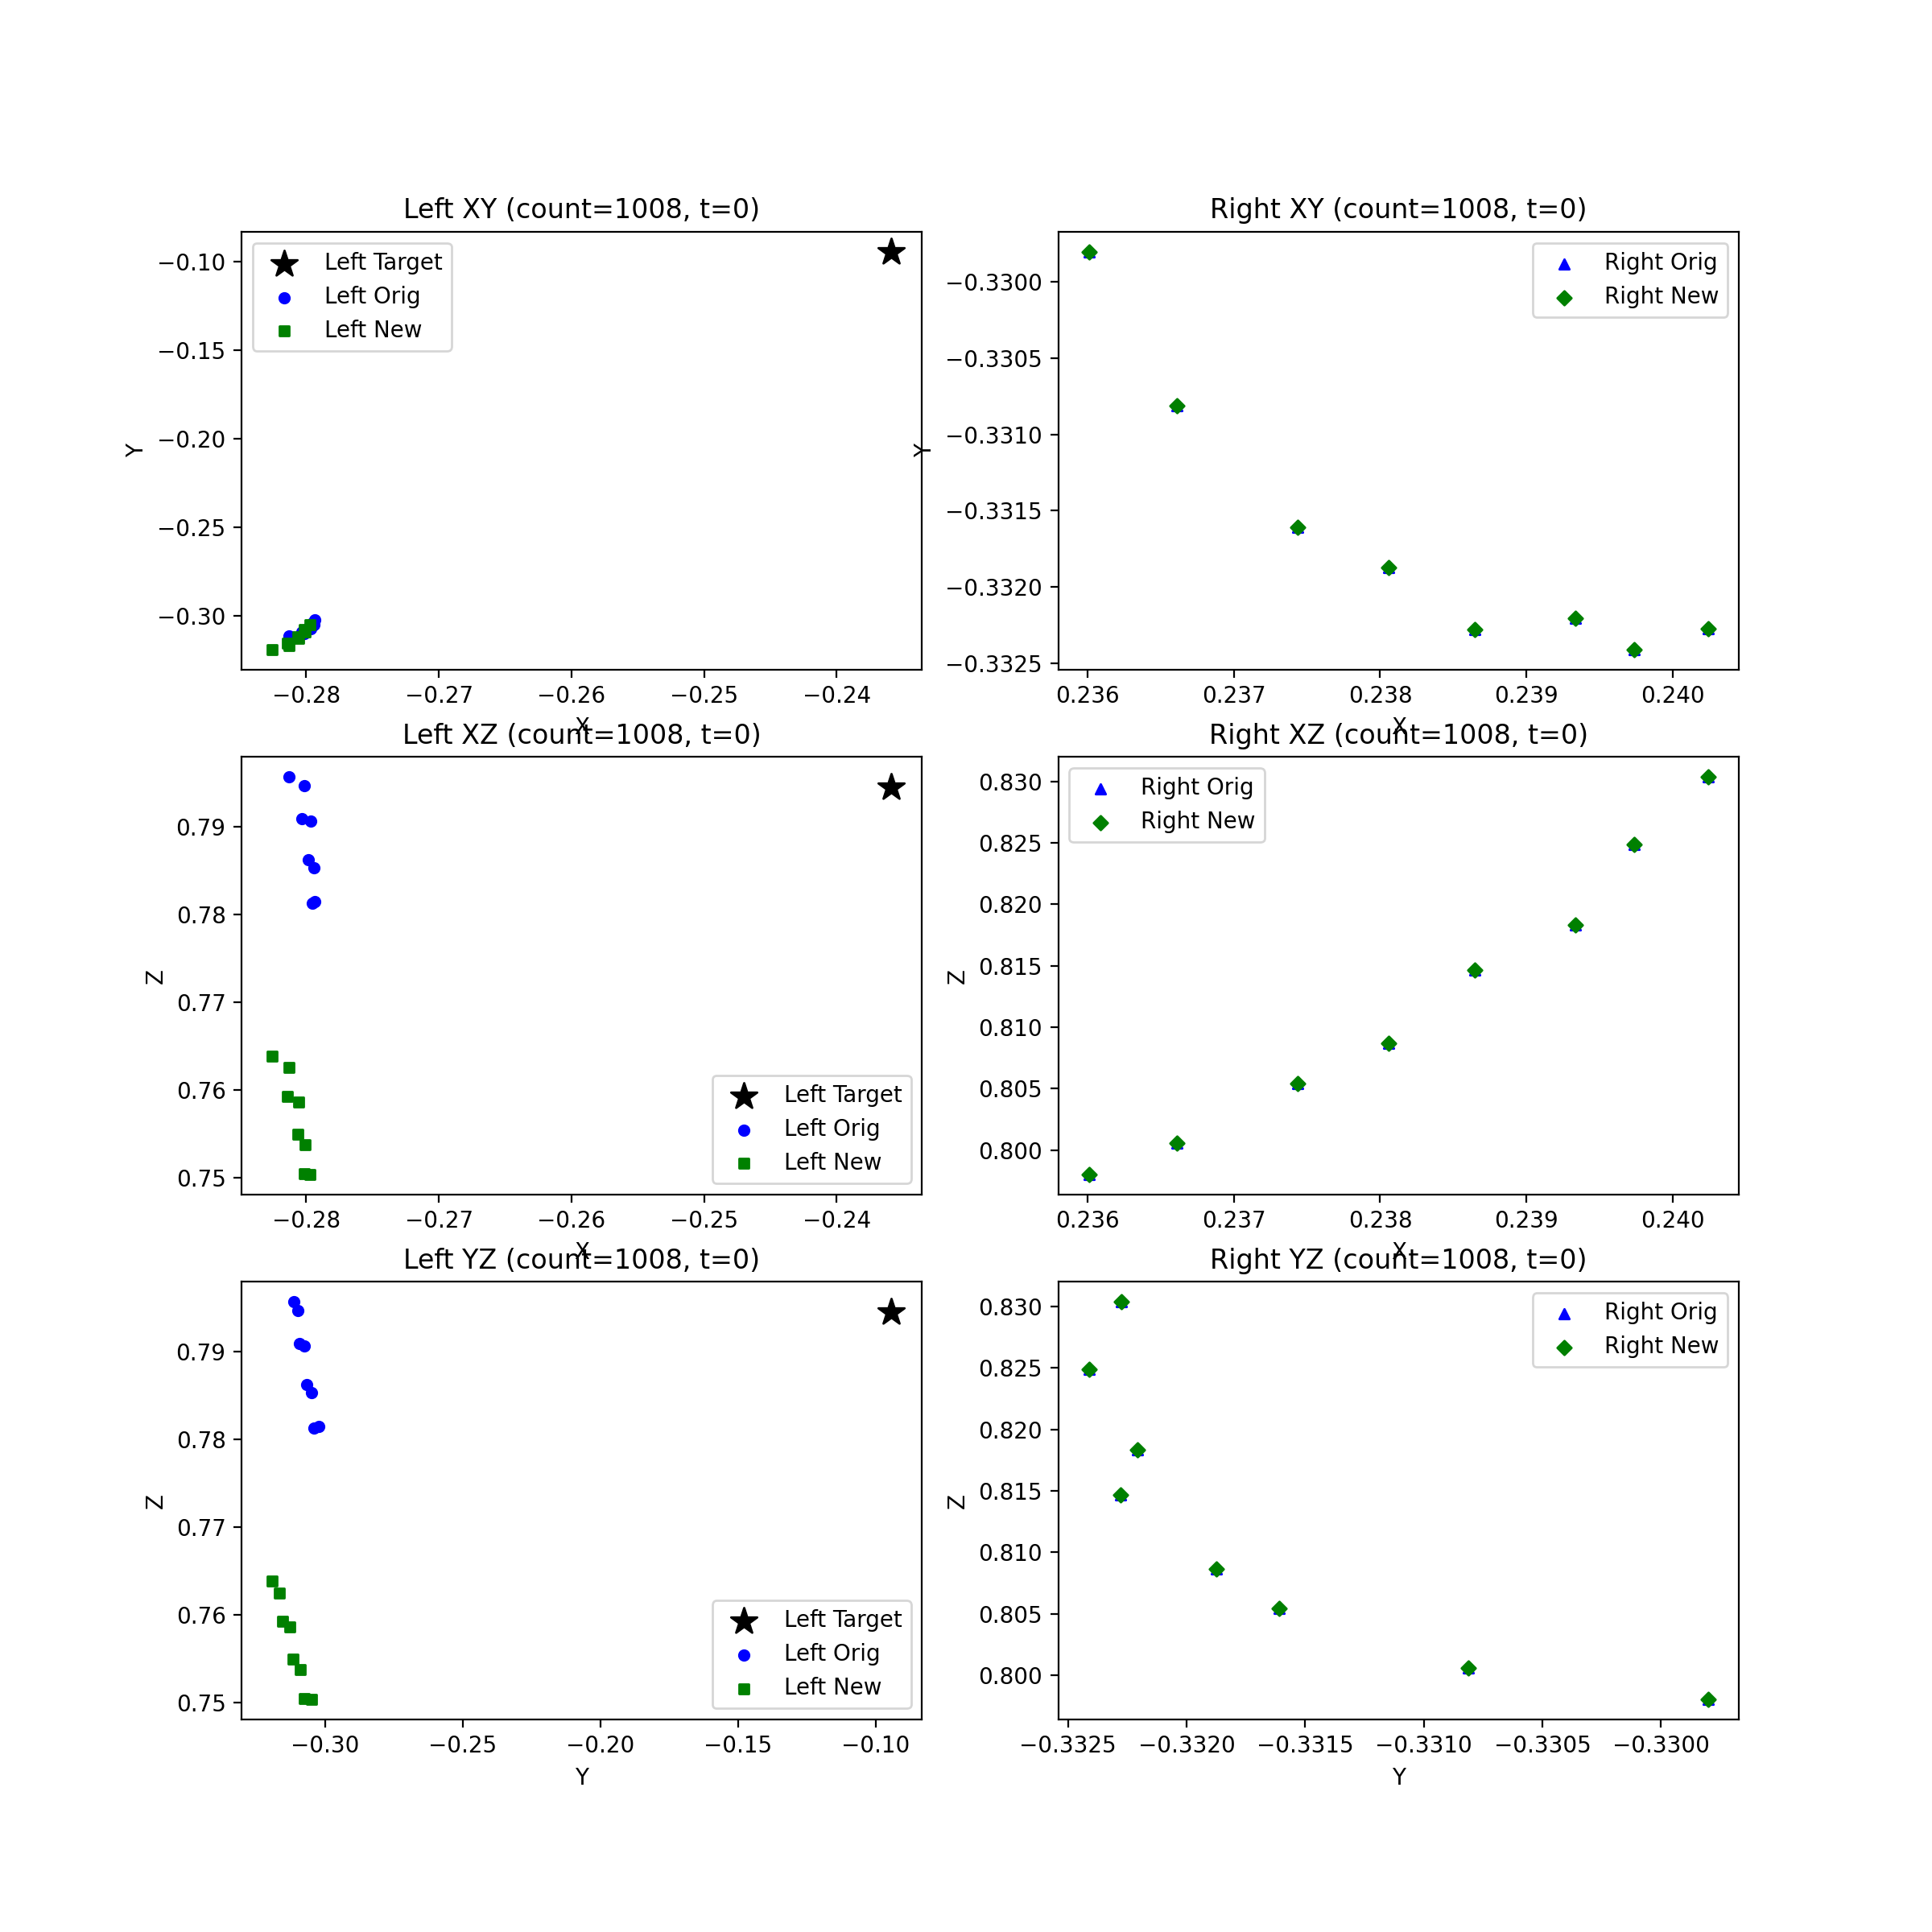 Left XY (count=1008, t=0)
−0.10
−0.15
−0.20
−0.25
−0.30
Y
Left Target
Left Orig
Left New
−0.28
−0.27
−0.26
−0.25
−0.24
X
Right XY (count=1008, t=0)
−0.3300
−0.3305
−0.3310
−0.3315
−0.3320
−0.3325
Y
Right Orig
Right New
0.236
0.237
0.238
0.239
0.240
X
Left XZ (count=1008, t=0)
0.79
0.78
0.77
0.76
0.75
Z
Left Target
Left Orig
Left New
−0.28
−0.27
−0.26
−0.25
−0.24
X
Right XZ (count=1008, t=0)
0.830
0.825
0.820
0.815
0.810
0.805
0.800
Z
Right Orig
Right New
0.236
0.237
0.238
0.239
0.240
X
Left YZ (count=1008, t=0)
0.79
0.78
0.77
0.76
0.75
Z
Left Target
Left Orig
Left New
−0.30
−0.25
−0.20
−0.15
−0.10
Y
Right YZ (count=1008, t=0)
0.830
0.825
0.820
0.815
0.810
0.805
0.800
Z
Right Orig
Right New
−0.3325
−0.3320
−0.3315
−0.3310
−0.3305
−0.3300
Y